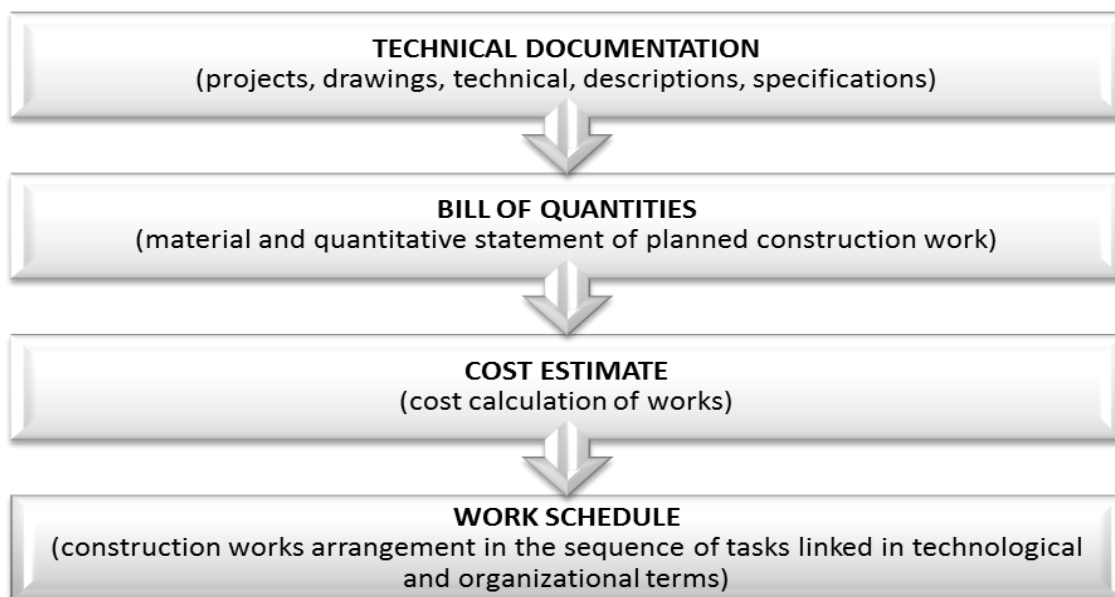 TECHNICAL DOCUMENTATION
(projects, drawings, technical, descriptions, specifications)
BILL OF QUANTITIES
(material and quantitative statement of planned construction work)
COST ESTIMATE
(cost calculation of works)
WORK SCHEDULE
(construction works arrangement in the sequence of tasks linked in technological
and organizational terms)